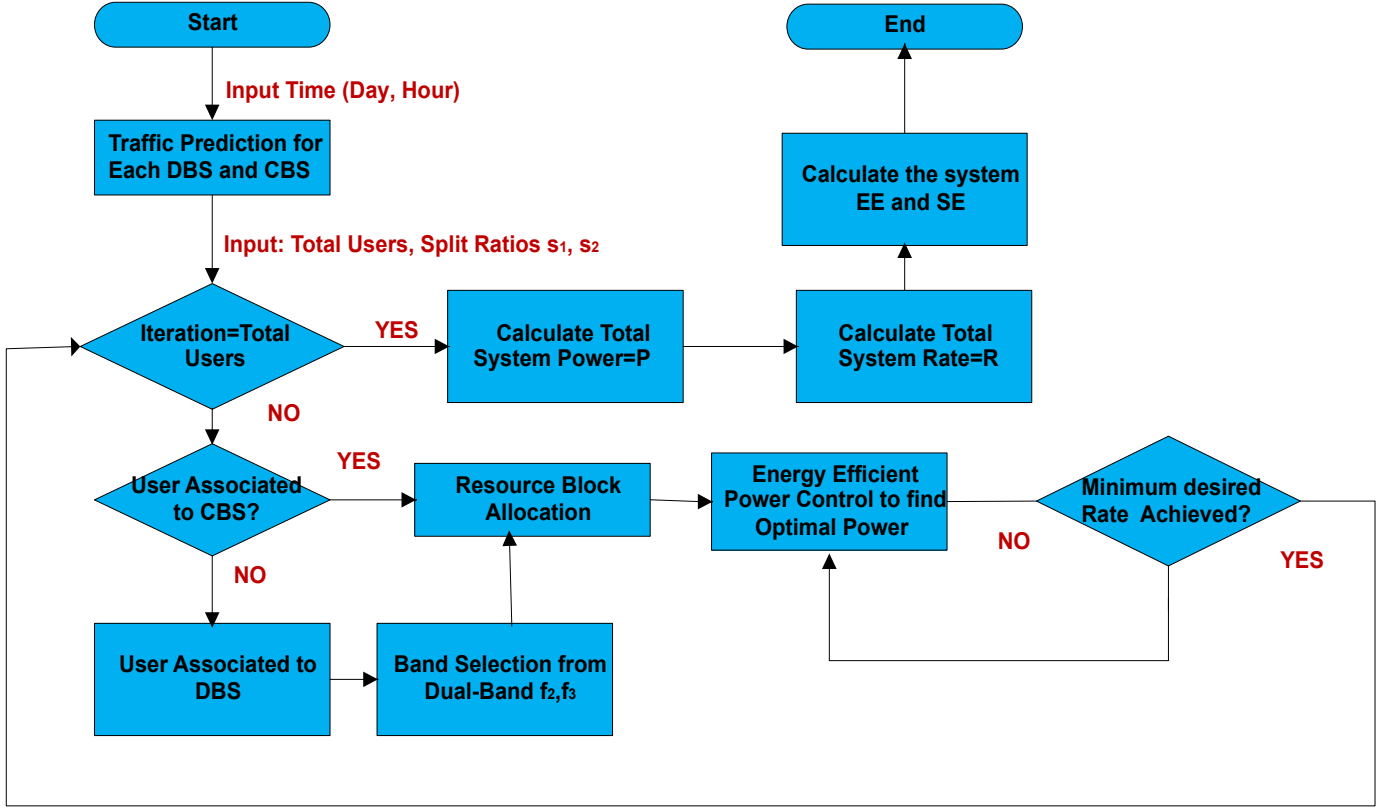 Start
End
Input Time (Day, Hour)
Traffic Prediction for
Each DBS and CBS
Calculate the system
EE and SE
Input: Total Users, Split Ratios s₁, s₂
Iteration=Total
Users
YES
Calculate Total
System Power=P
Calculate Total
System Rate=R
NO
User Associated
to CBS?
YES
Resource Block
Allocation
Energy Efficient
Power Control to find
Optimal Power
NO
Minimum desired
Rate Achieved?
YES
NO
User Associated to
DBS
Band Selection from
Dual-Band f₂,f₃